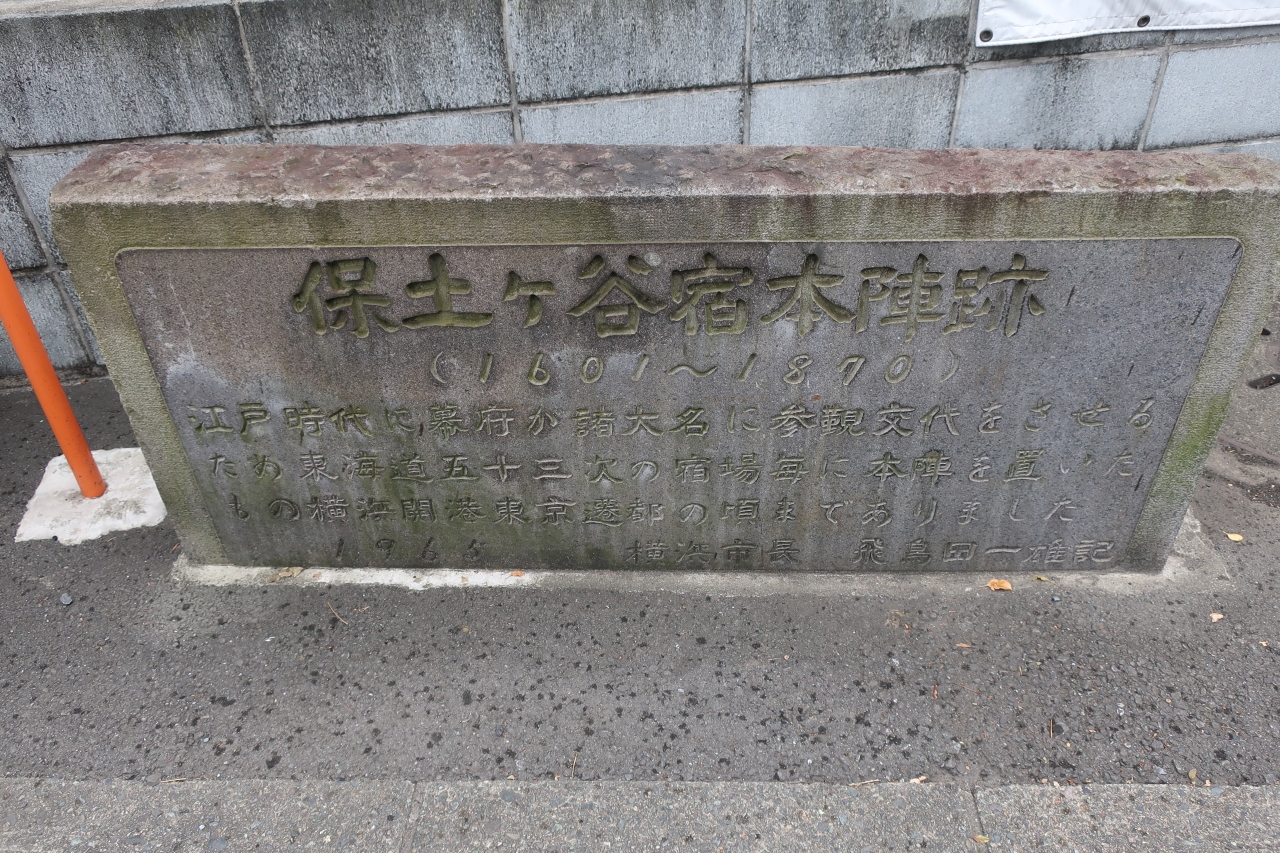 保土ヶ谷宿本陣跡
(1601～1870)
江戸時代に幕府が諸大名に参観交代をさせる
ため東海道五十三次の宿場毎に本陣を置いた
もの横浜開港東京遷都の頃までありました
1966 横浜市長 飛鳥田一雄記